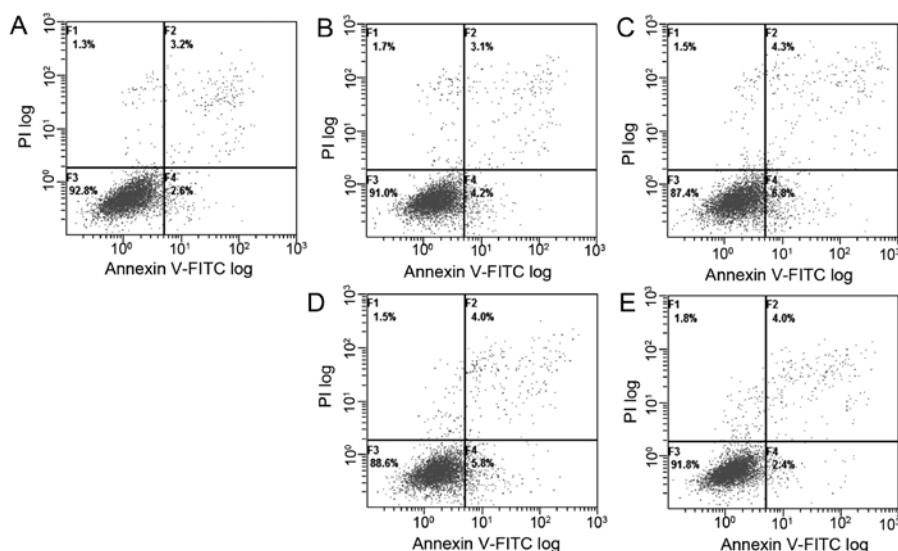 A
F1 F2
1.3% 3.2%
F3 F4
92.8% 2.6%
PI log
10³
10²
10¹
10⁰
10⁰ 10¹ 10² 10³
Annexin V-FITC log
B
F1 F2
1.7% 3.1%
F3 F4
91.0% 4.2%
PI log
10³
10²
10¹
10⁰
10⁰ 10¹ 10² 10³
Annexin V-FITC log
C
F1 F2
1.5% 4.3%
F3 F4
87.4% 6.8%
PI log
10³
10²
10¹
10⁰
10⁰ 10¹ 10² 10³
Annexin V-FITC log
D
F1 F2
1.5% 4.0%
F3 F4
88.6% 5.8%
PI log
10³
10²
10¹
10⁰
10⁰ 10¹ 10² 10³
Annexin V-FITC log
E
F1 F2
1.8% 4.0%
F3 F4
91.8% 2.4%
PI log
10³
10²
10¹
10⁰
10⁰ 10¹ 10² 10³
Annexin V-FITC log